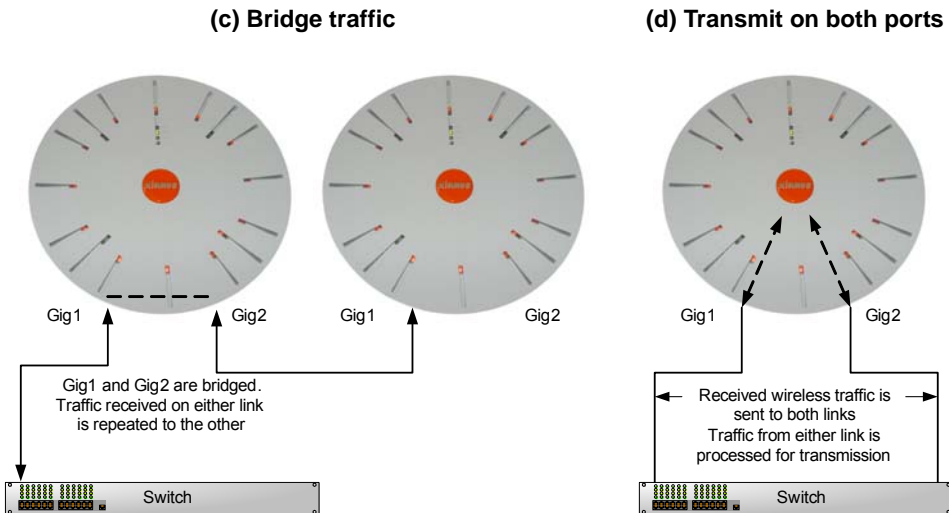 (c) Bridge traffic
Gig1
Gig2
Gig1
Gig2
Gig1 and Gig2 are bridged.
Traffic received on either link
is repeated to the other
Switch
(d) Transmit on both ports
Gig1
Gig2
Received wireless traffic is
sent to both links
Traffic from either link is
processed for transmission
Switch